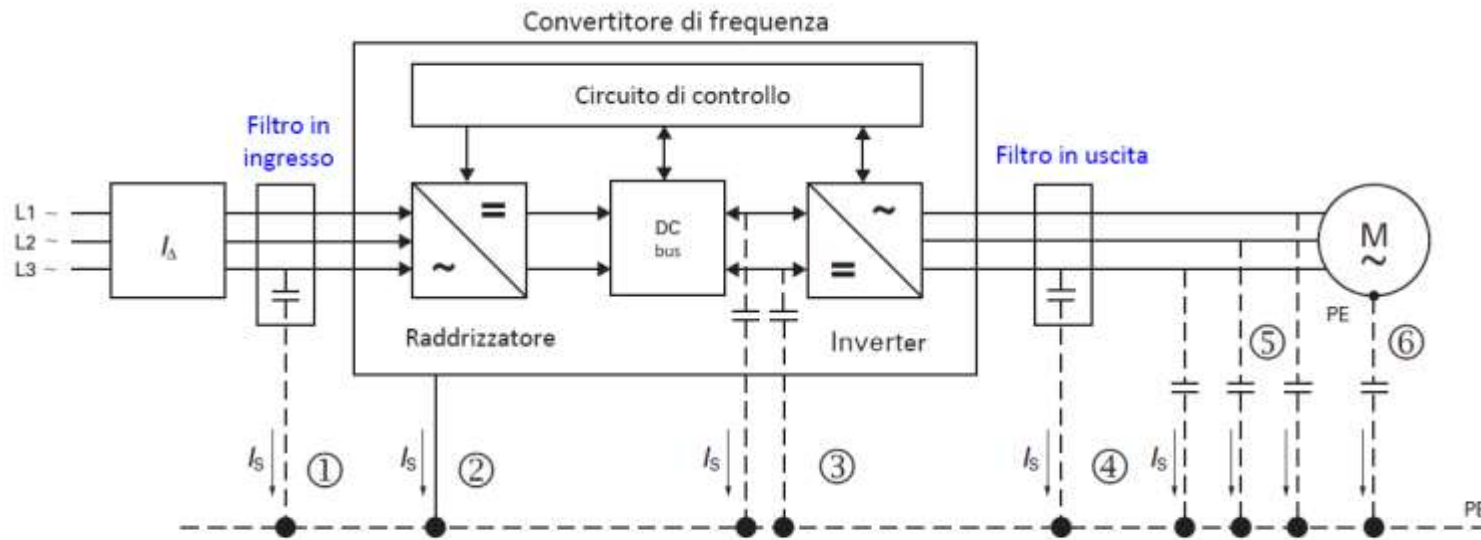 Convertitore di frequenza
Circuito di controllo
Filtro in
ingresso
Filtro in uscita
L1 ~
L2 ~
L3 ~
I∆
=
~
DC
bus
~
=
M
~
PE
Raddrizzatore
Inverter
⑤
⑥
IS
①
IS
②
IS
③
IS
④
IS
PE